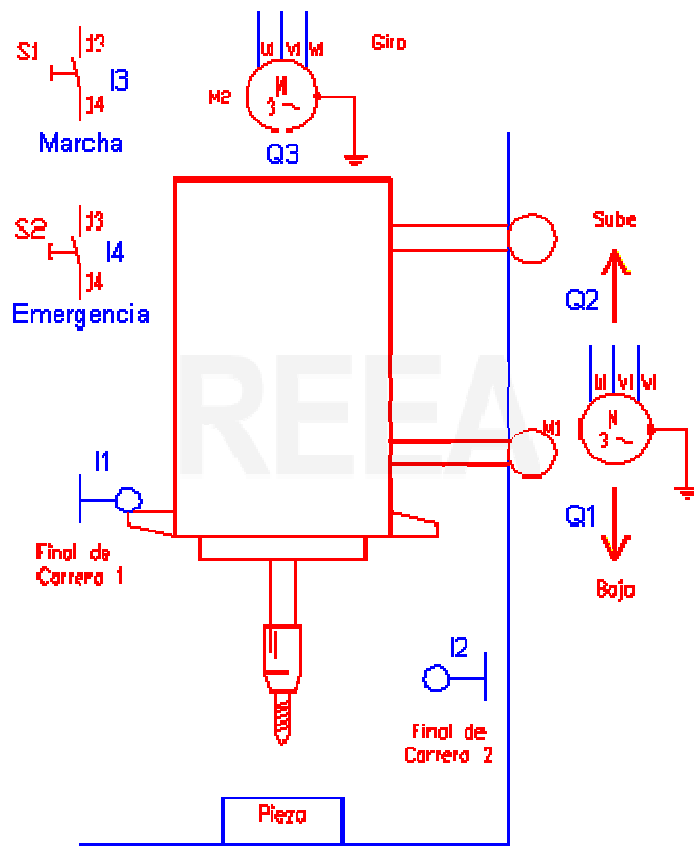 S1
13
I3
14
Marcha
U1 V1 W1
Giro
M2
M
3 ~
Q3
S2
13
I4
14
Emergencia
Sube
Q2
U1 V1 W1
M1
M
3 ~
Q1
Baja
REEA
I1
Final de
Carrera 1
I2
Final de
Carrera 2
Pieza